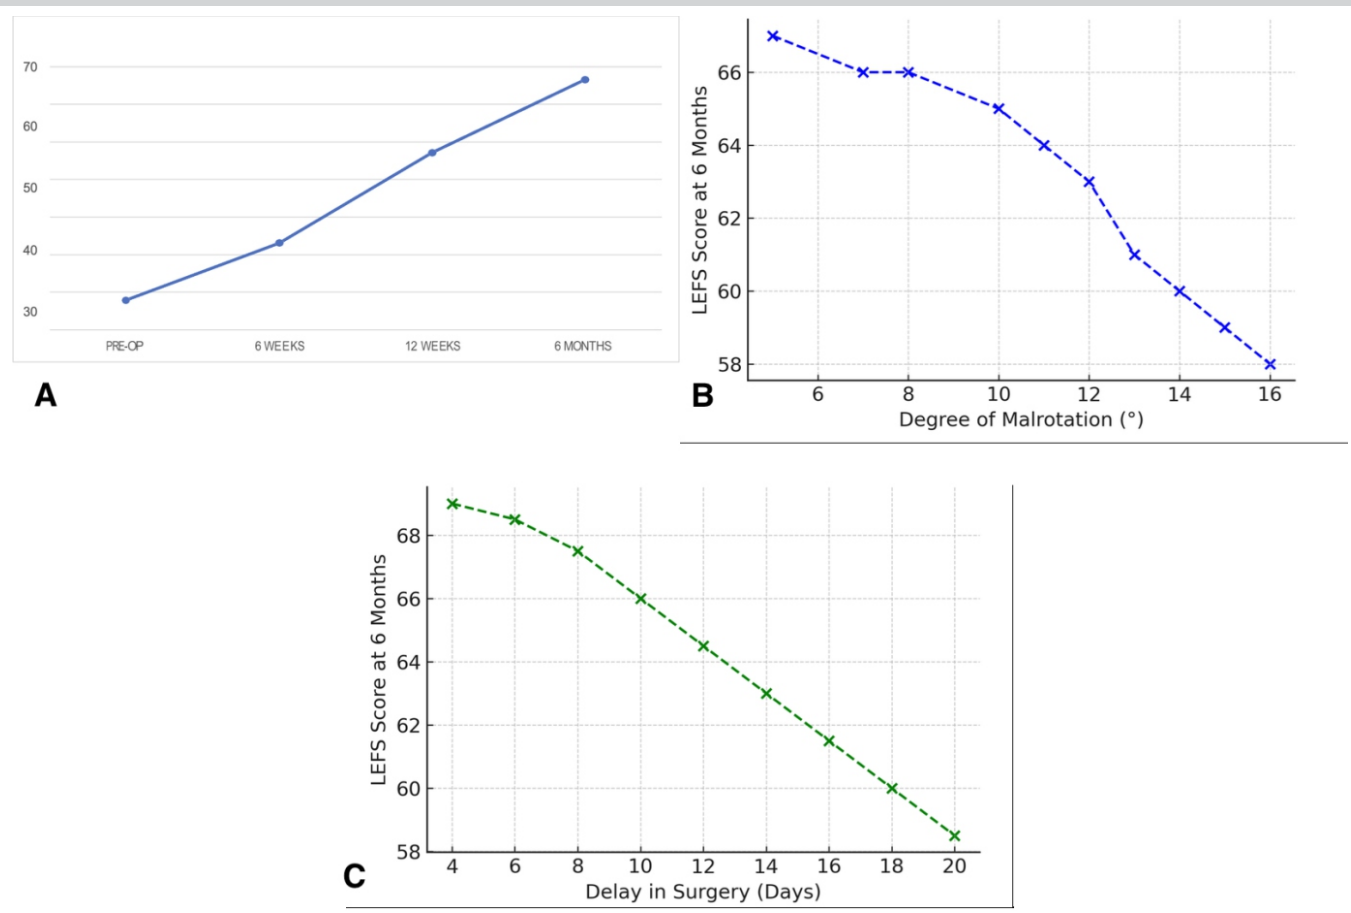 70
60
50
40
30
PRE-OP 6 WEEKS 12 WEEKS 6 MONTHS
A
LEFS Score at 6 Months
66
64
62
60
58
6 8 10 12 14 16
Degree of Malrotation (°)
B
LEFS Score at 6 Months
68
66
64
62
60
58
4 6 8 10 12 14 16 18 20
Delay in Surgery (Days)
C